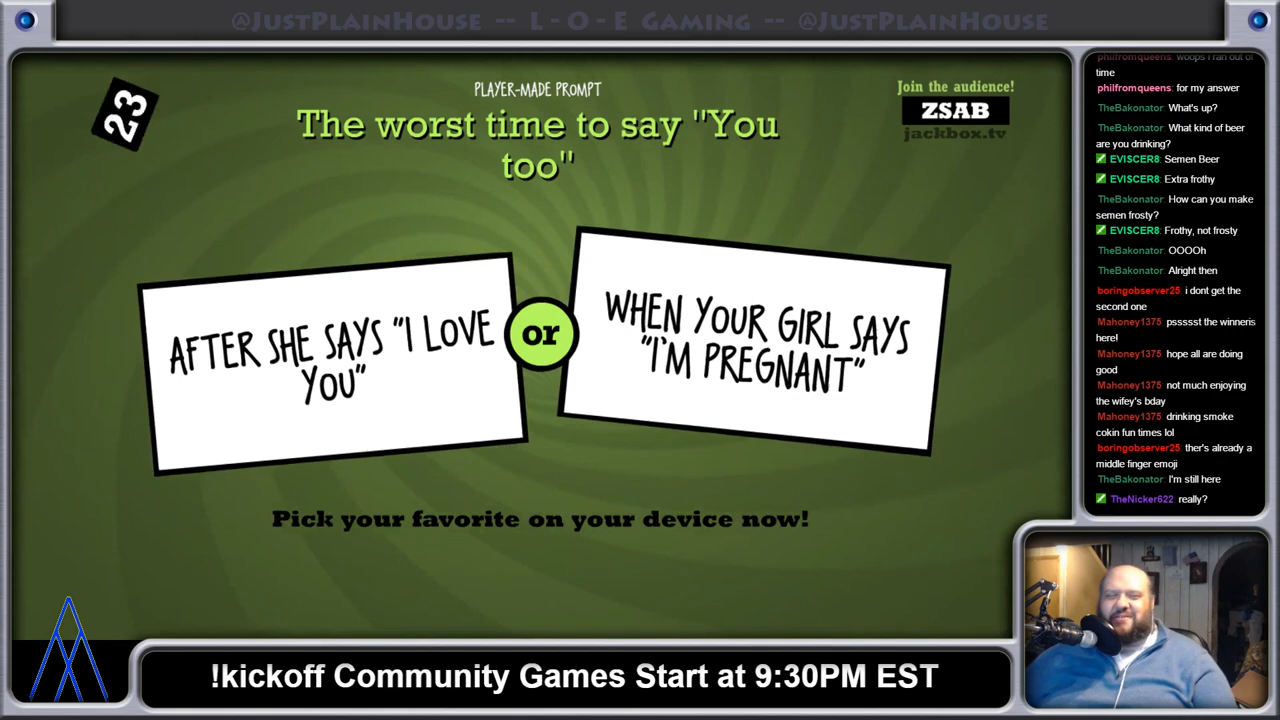 @JustPlainHouse -- L - O - E Gaming -- @JustPlainHouse
23
PLAYER-MADE PROMPT
The worst time to say "You
too"
Join the audience!
ZSAB
jackbox.tv
AFTER SHE SAYS "I LOVE
YOU"
or
WHEN YOUR GIRL SAYS
"I`M PREGNANT"
Pick your favorite on your device now!
philfromqueens: woops i ran out of
time
philfromqueens: for my answer
TheBakonator: What's up?
TheBakonator: What kind of beer
are you drinking?
EVISCER8: Semen Beer
EVISCER8: Extra frothy
TheBakonator: How can you make
semen frosty?
EVISCER8: Frothy, not frosty
TheBakonator: OOOOh
TheBakonator: Alright then
boringobserver25: i dont get the
second one
Mahoney1375: pssssst the winneris
here!
Mahoney1375: hope all are doing
good
Mahoney1375: not much enjoying
the wifey's bday
Mahoney1375: drinking smoke
cokin fun times lol
boringobserver25: ther's already a
middle finger emoji
TheBakonator: I'm still here
TheNicker622: really?
!kickoff Community Games Start at 9:30PM EST